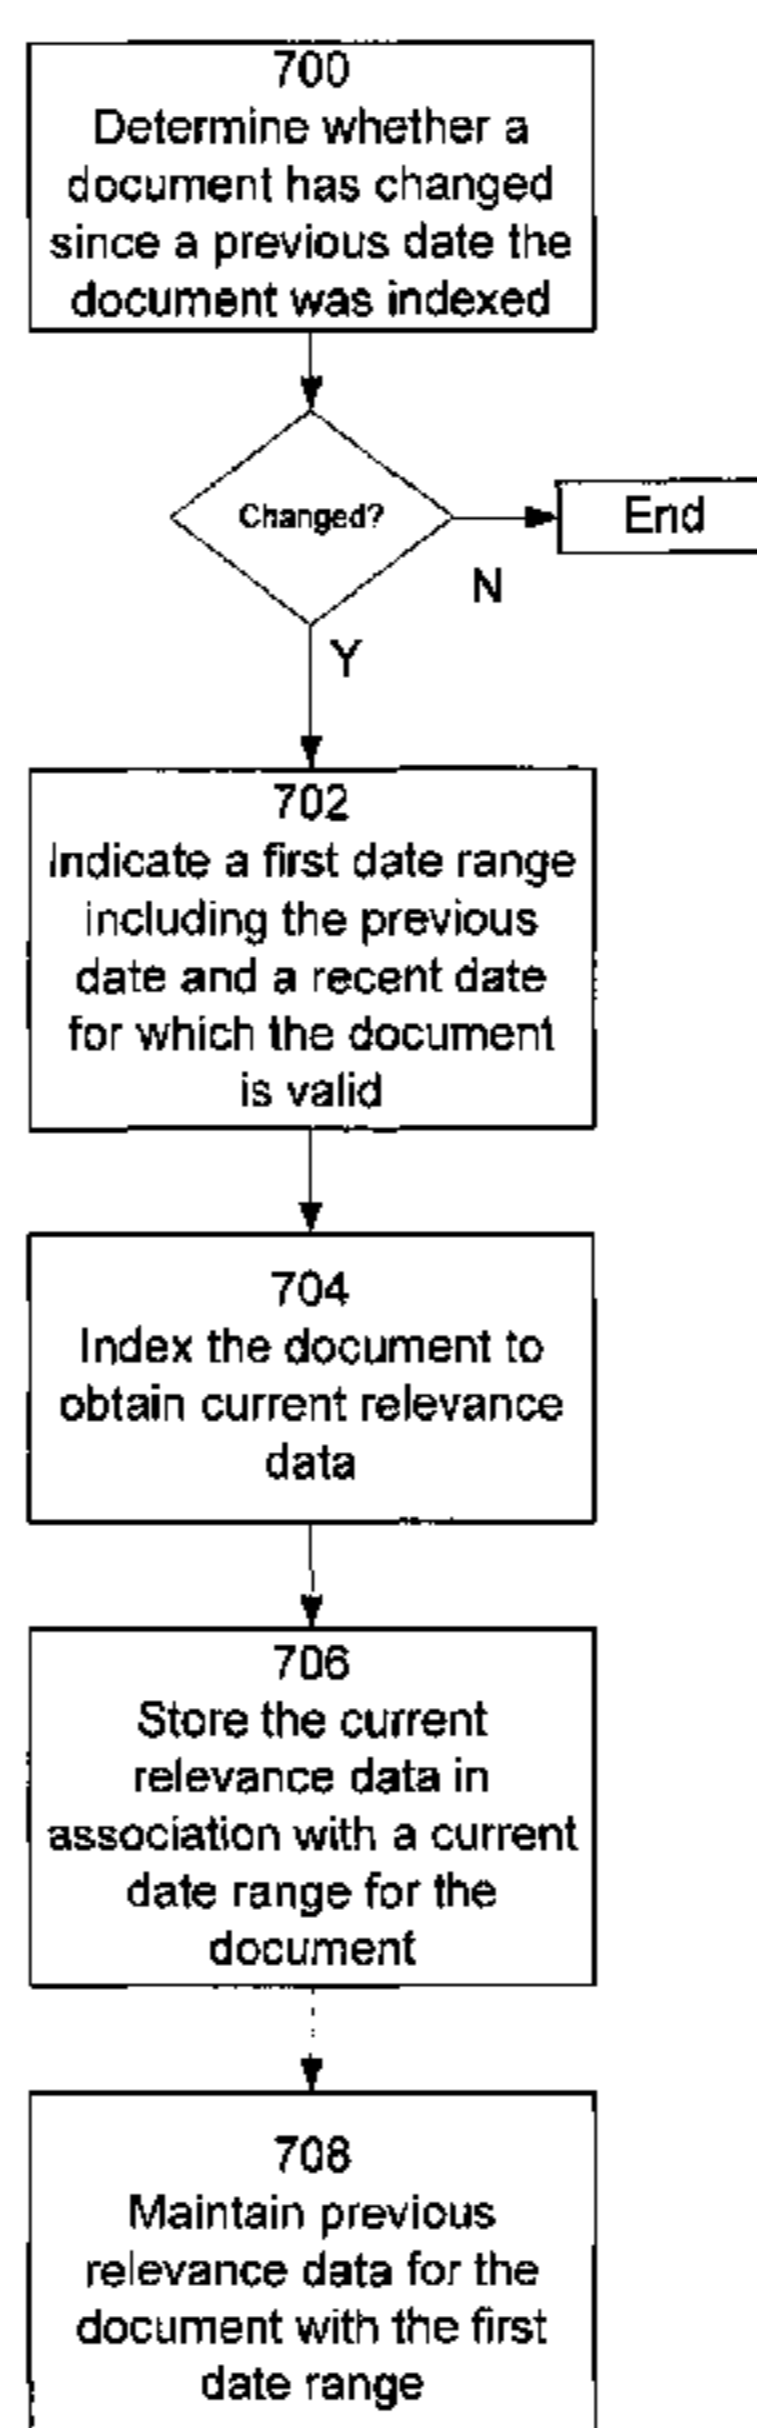 700
Determine whether a
document has changed
since a previous date the
document was indexed
Changed?
End
N
Y
702
Indicate a first date range
including the previous
date and a recent date
for which the document
is valid
704
Index the document to
obtain current relevance
data
706
Store the current
relevance data in
association with a current
date range for the
document
708
Maintain previous
relevance data for the
document with the first
date range